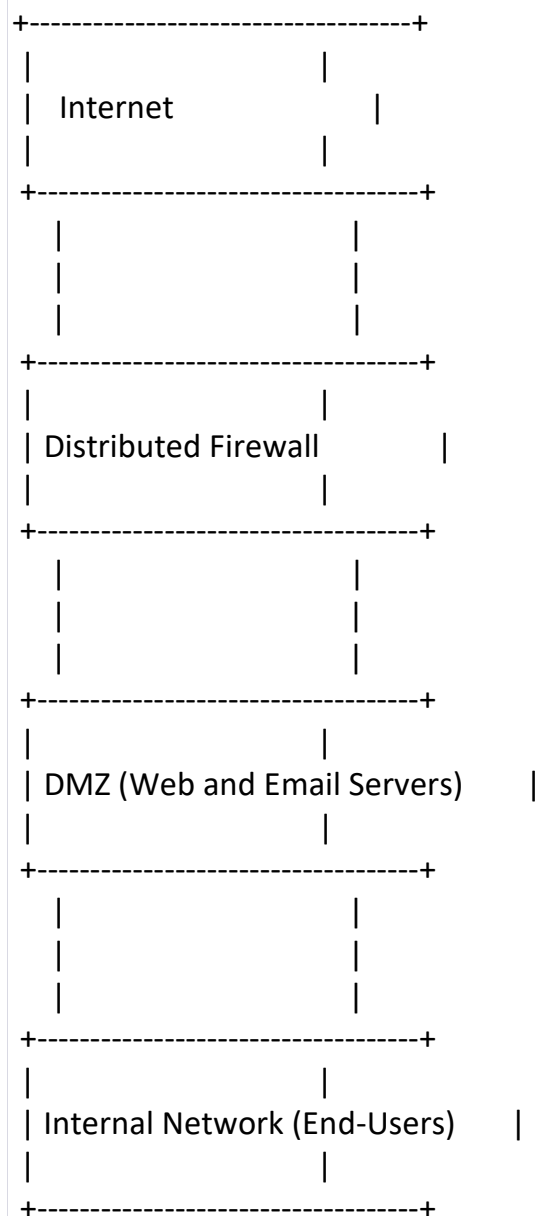 Internet
Distributed Firewall
DMZ (Web and Email Servers)
Internal Network (End-Users)